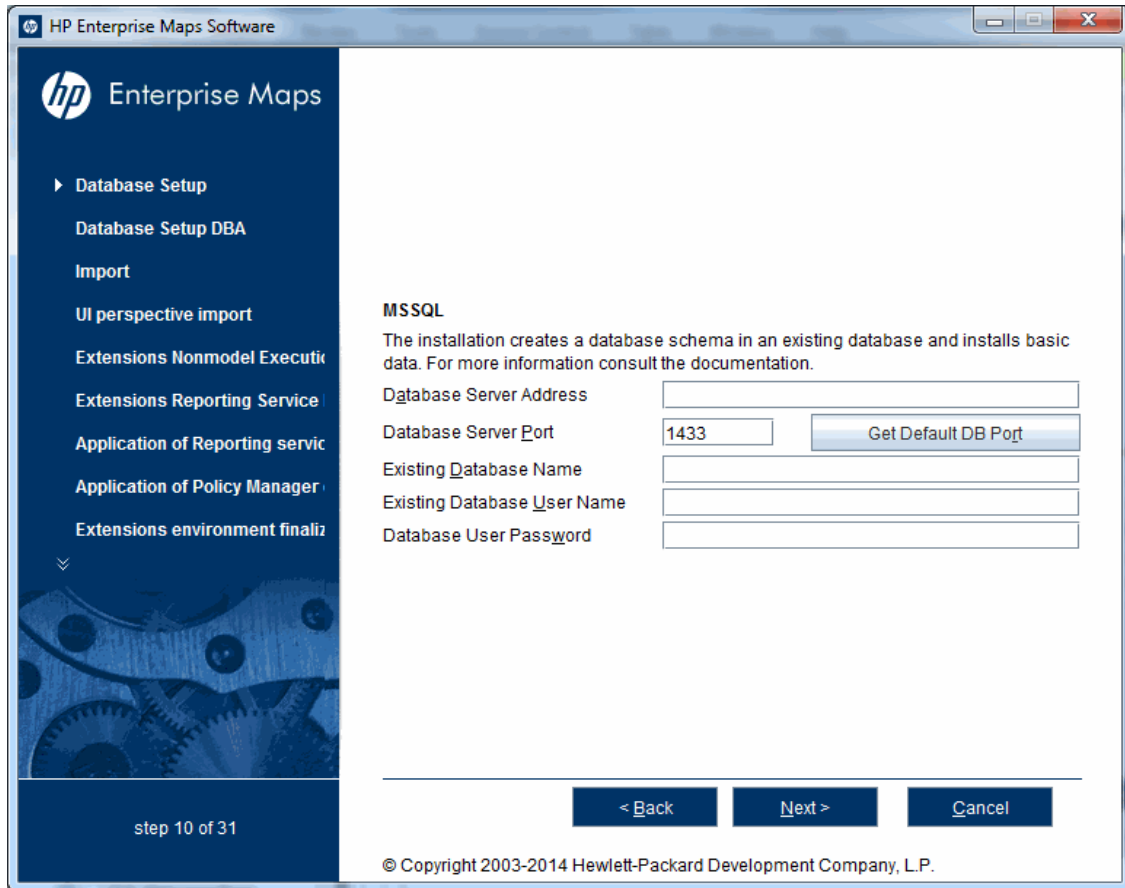 HP Enterprise Maps Software
hp Enterprise Maps
Database Setup
Database Setup DBA
Import
UI perspective import
Extensions Nonmodel Executio
Extensions Reporting Service
Application of Reporting servic
Application of Policy Manager
Extensions environment finaliz
step 10 of 31
MSSQL
The installation creates a database schema in an existing database and installs basic
data. For more information consult the documentation.
Database Server Address
Database Server Port 1433 Get Default DB Port
Existing Database Name
Existing Database User Name
Database User Password
< Back Next > Cancel
© Copyright 2003-2014 Hewlett-Packard Development Company, L.P.